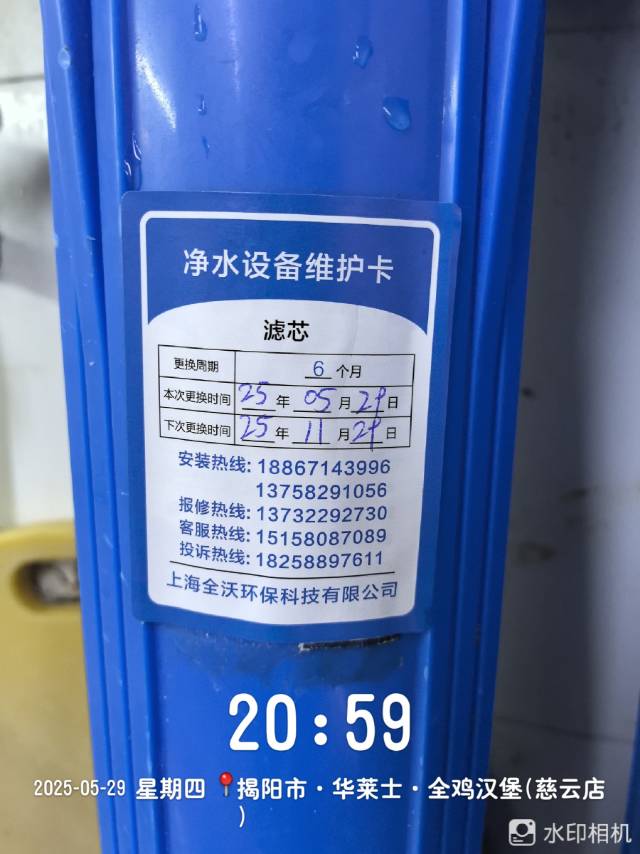 净水设备维护卡
滤芯
更换周期 6 个月
本次更换时间 25 年 05 月 29 日
下次更换时间 25 年 11 月 29 日
安装热线: 18867143996
13758291056
报修热线: 13732292730
客服热线: 15158087089
投诉热线: 18258897611
上海全沃环保科技有限公司
20:59
2025-05-29 星期四 📍揭阳市·华莱士·全鸡汉堡(慈云店
)
水印相机